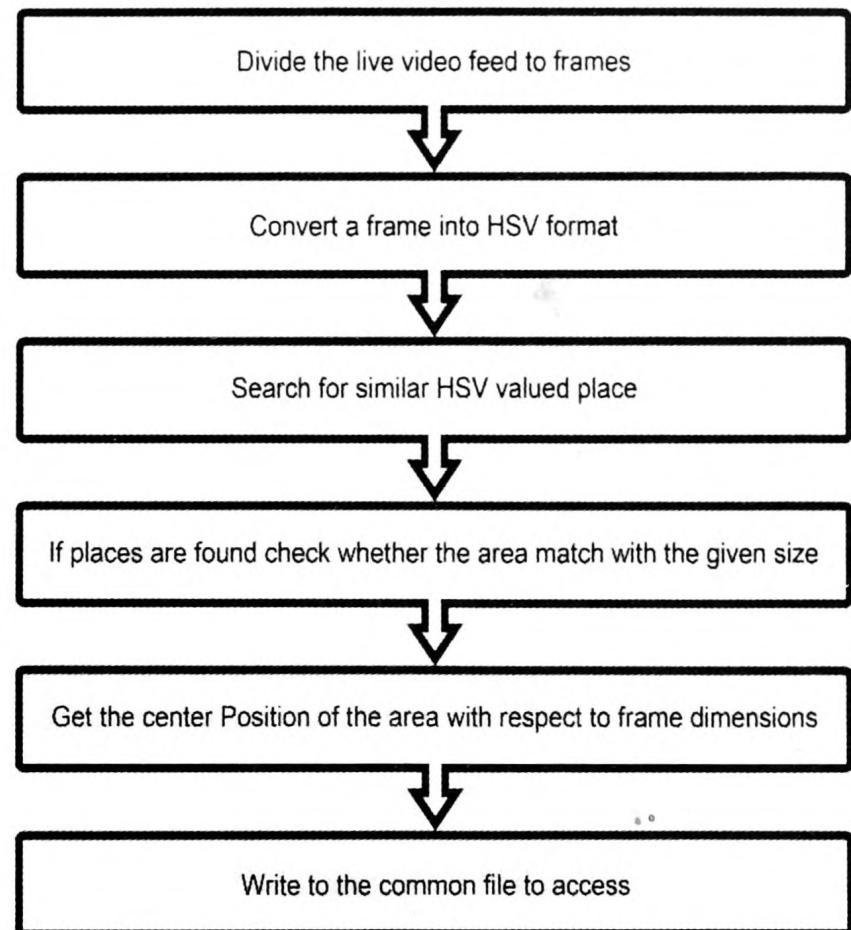 Divide the live video feed to frames
Convert a frame into HSV format
Search for similar HSV valued place
If places are found check whether the area match with the given size
Get the center Position of the area with respect to frame dimensions
Write to the common file to access